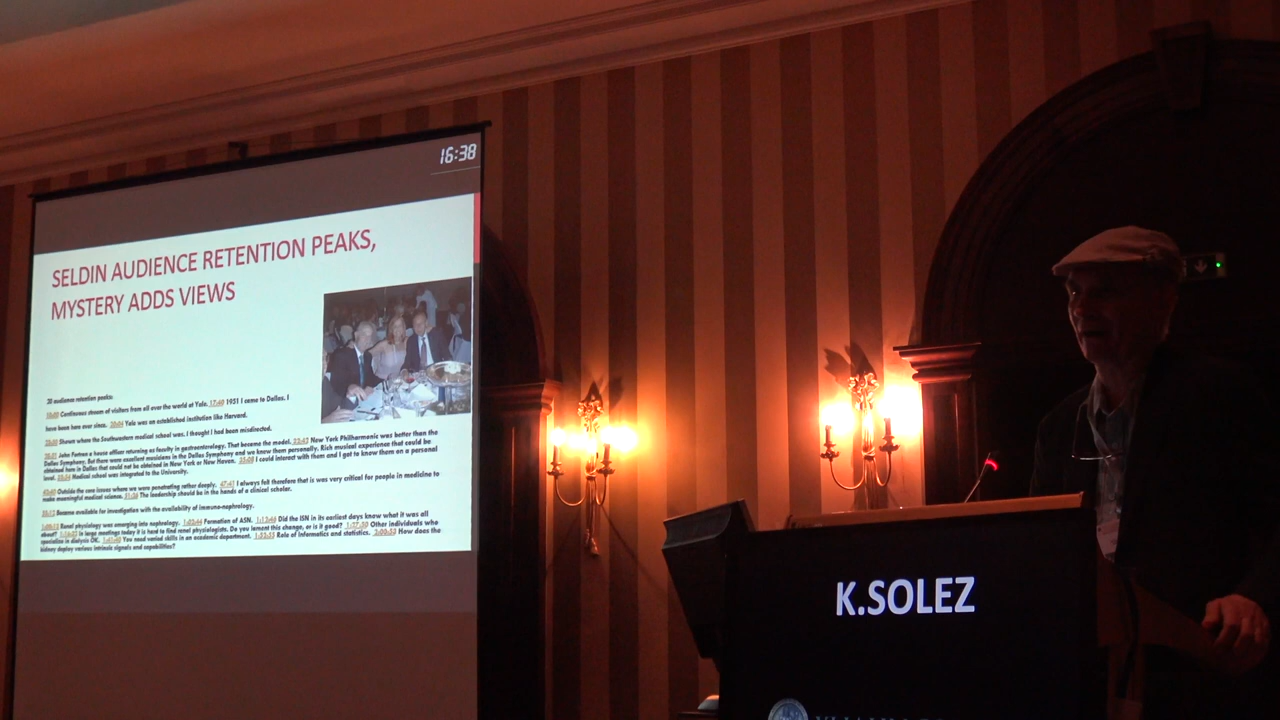 16:38
SELDIN AUDIENCE RETENTION PEAKS,
MYSTERY ADDS VIEWS
20 audience retention peaks:
Continuous stream of visitors from all over the world at Yale. 17:40 1951 I came to Dallas. I
have been here ever since. 20:04 Yale was an established institution like Harvard.
Shown where the Southwestern medical school was. I thought I had been misdirected.
John Fortran a house officer returning as faculty in gastroenterology. That became the model. 22:47 New York Philharmonic was better than the
Dallas Symphony. But there were excellent musicians in the Dallas Symphony and we knew them personally. Rich musical experience that could be
obtained here in Dallas that could not be obtained in New York or New Haven. I could interact with them and I got to know them on a personal
level. Medical school was integrated to the University.
Outside the core issues where we were penetrating rather deeply. 47:41 I always felt therefore that is was very critical for people in medicine to
make meaningful medical science. The leadership should be in the hands of a clinical scholar.
Became available for investigation with the availability of immuno-nephrology.
Renal physiology was emerging into nephrology. Formation of ASN. Did the ISN in its earliest days knew what it was all
about? In large meetings today it is hard to find renal physiologists. Do you lament this change, or is it good? Other individuals who
specialize in dialysis OK. You need varied skills in an academic department. Role of Informatics and statistics. How does the
kidney deploy various intrinsic signals and capabilities?
K.SOLEZ